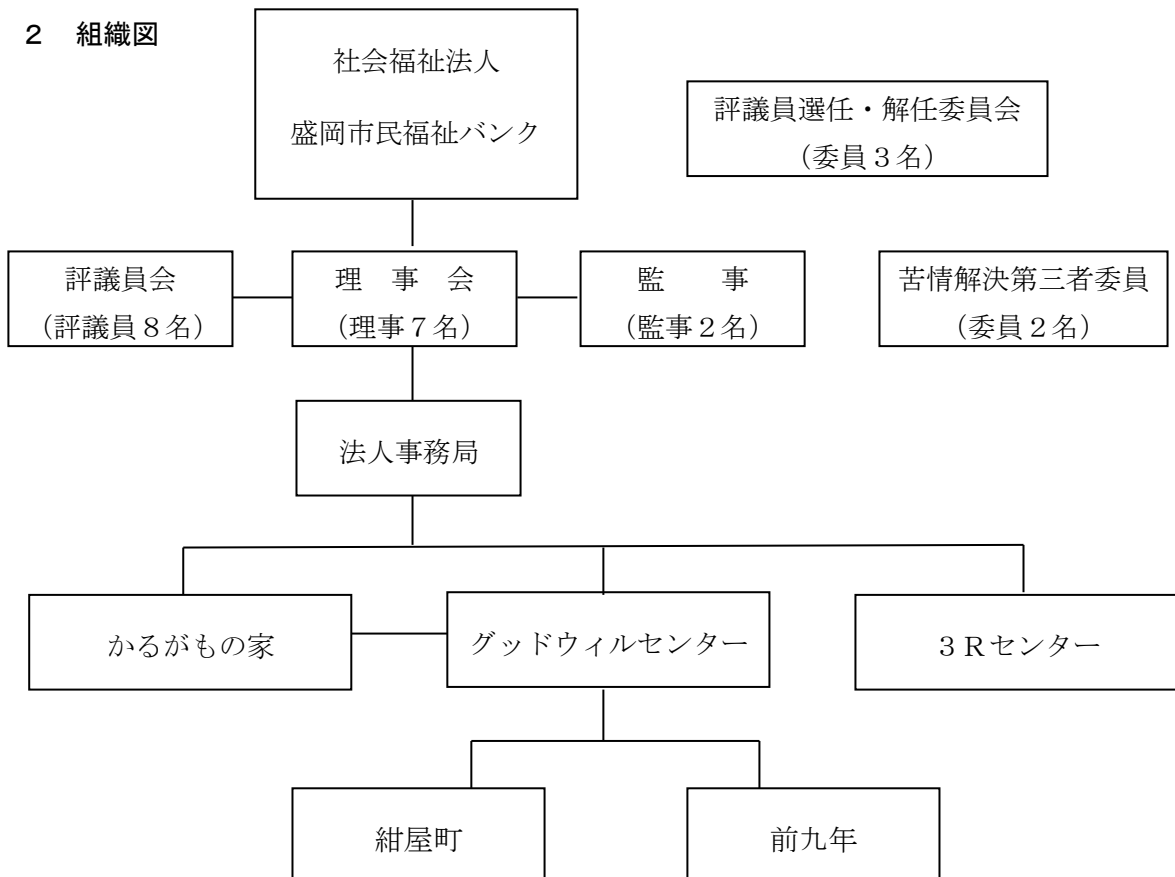 ２　組織図
社会福祉法人
盛岡市民福祉バンク
評議員選任・解任委員会
（委員３名）
評議員会
（評議員８名）
理　事　会
（理事７名）
監　　事
（監事２名）
苦情解決第三者委員
（委員２名）
法人事務局
かるがもの家
グッドウィルセンター
３Ｒセンター
紺屋町
前九年